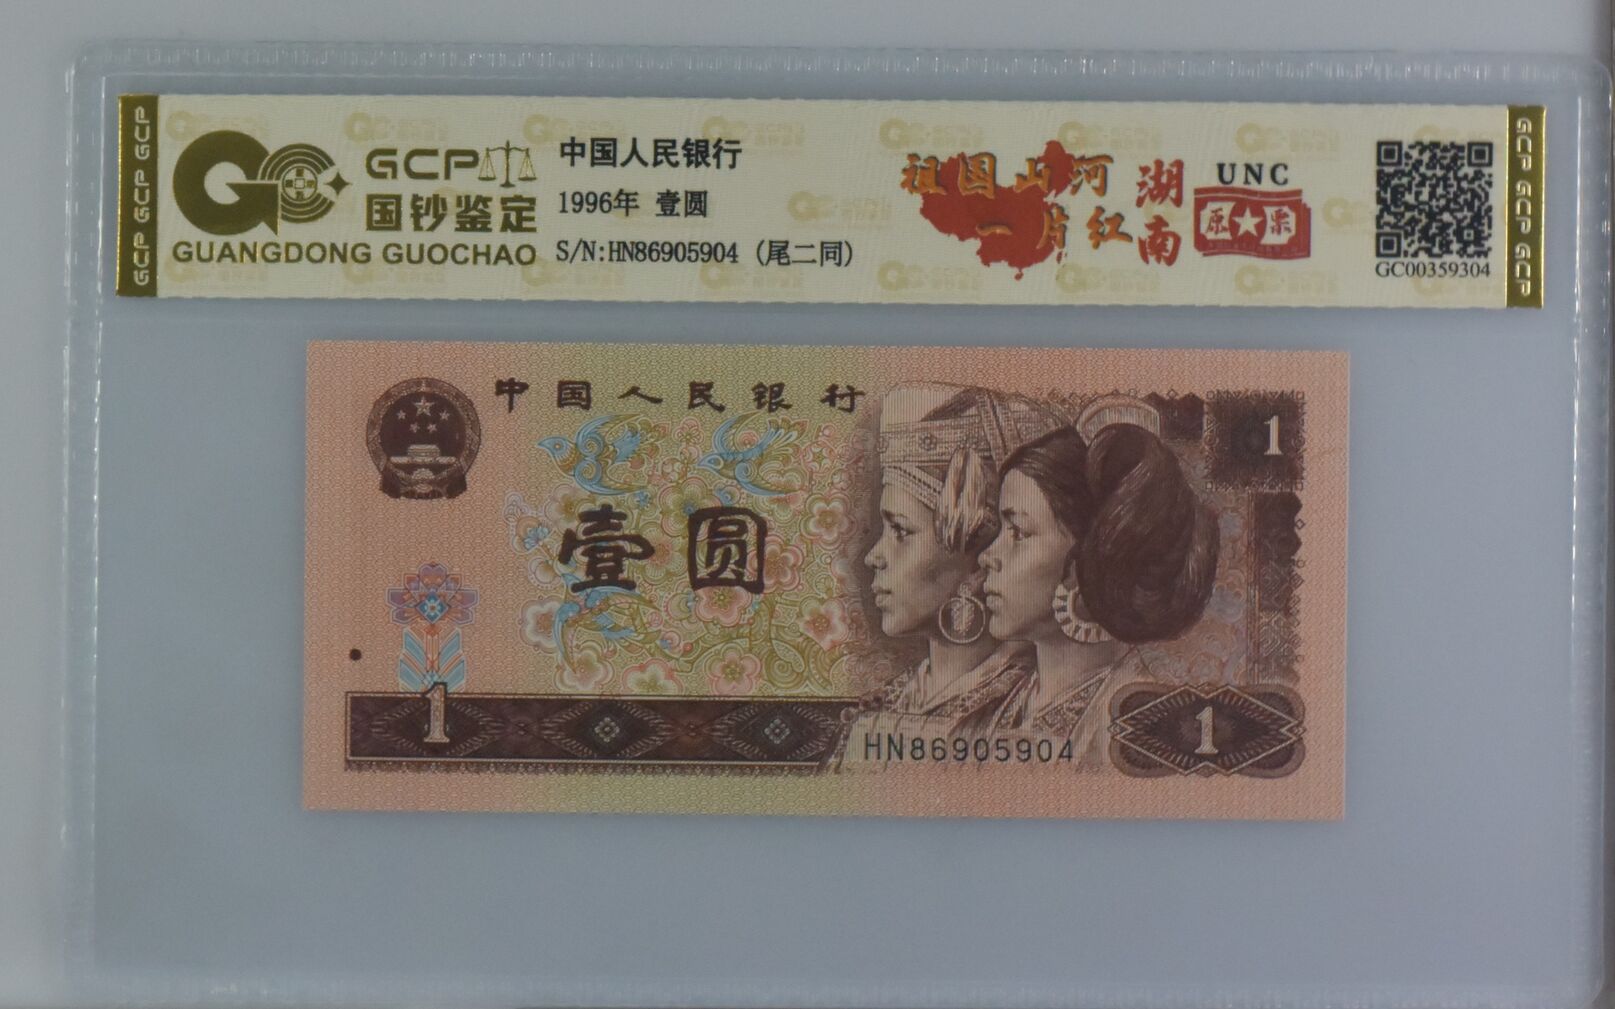 GCP GCP GCP
GCP
国钞鉴定
GUANGDONG GUOCHAO
中国人民银行
1996年 壹圆
S/N:HN86905904 (尾二同)
祖国山河
一片红
湖南
UNC
原票
GC00359304
GCP GCP GCP
中国人民银行
1
壹圆
1
HN86905904
1